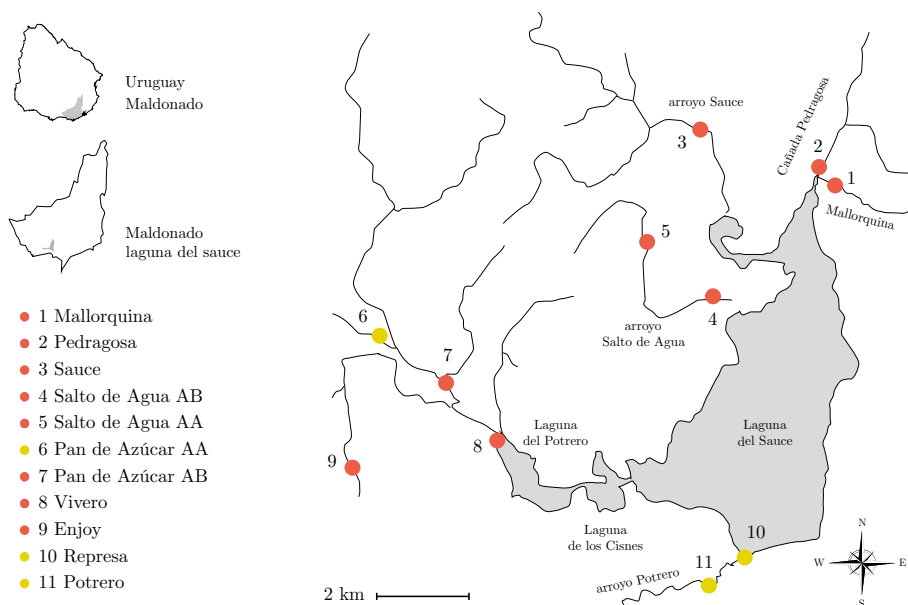 Uruguay
Maldonado
Maldonado
laguna del sauce
1 Mallorquina
2 Pedragosa
3 Sauce
4 Salto de Agua AB
5 Salto de Agua AA
6 Pan de Azúcar AA
7 Pan de Azúcar AB
8 Vivero
9 Enjoy
10 Represa
11 Potrero
arroyo Sauce
3
Cañada Pedragosa
2
1
Mallorquina
5
4
arroyo
Salto de Agua
6
7
8
9
Laguna
del Potrero
Laguna
del Sauce
Laguna
de los Cisnes
10
11
arroyo Potrero
2 km
N
W
E
S